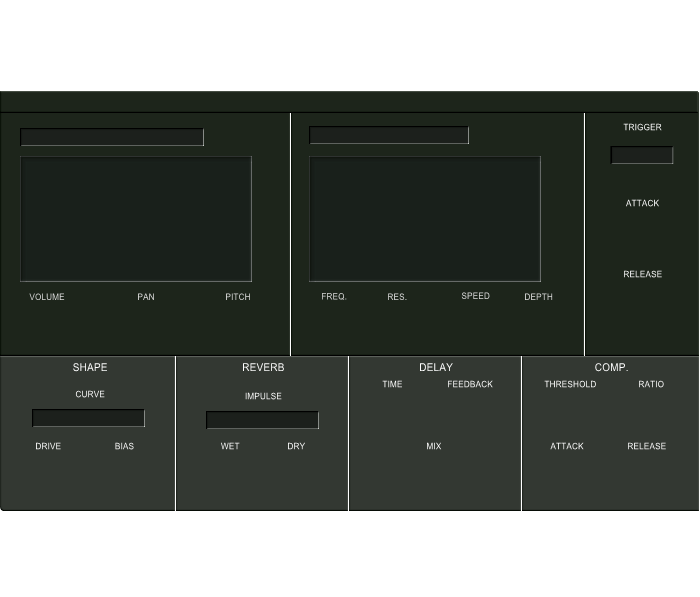 TRIGGER
ATTACK
RELEASE
VOLUME PAN PITCH
FREQ. RES. SPEED DEPTH
SHAPE REVERB DELAY COMP.
TIME FEEDBACK THRESHOLD RATIO
CURVE IMPULSE
DRIVE BIAS WET DRY MIX ATTACK RELEASE